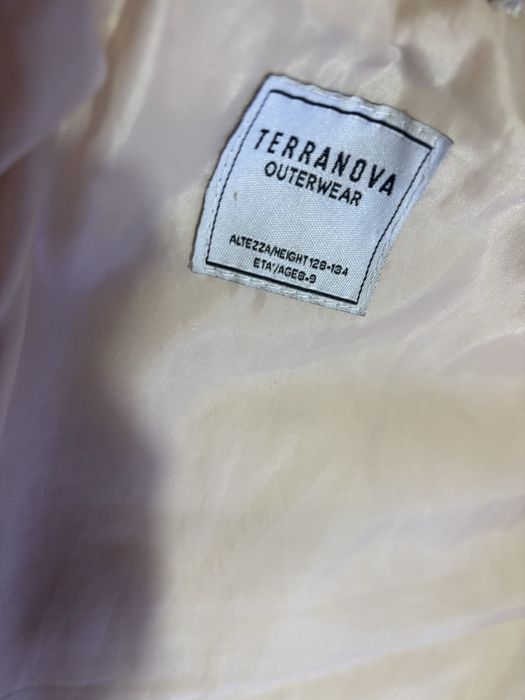 TERRANOVA
OUTERWEAR
ALTEZZA/HEIGHT 128-134
ETA'/AGE8-9